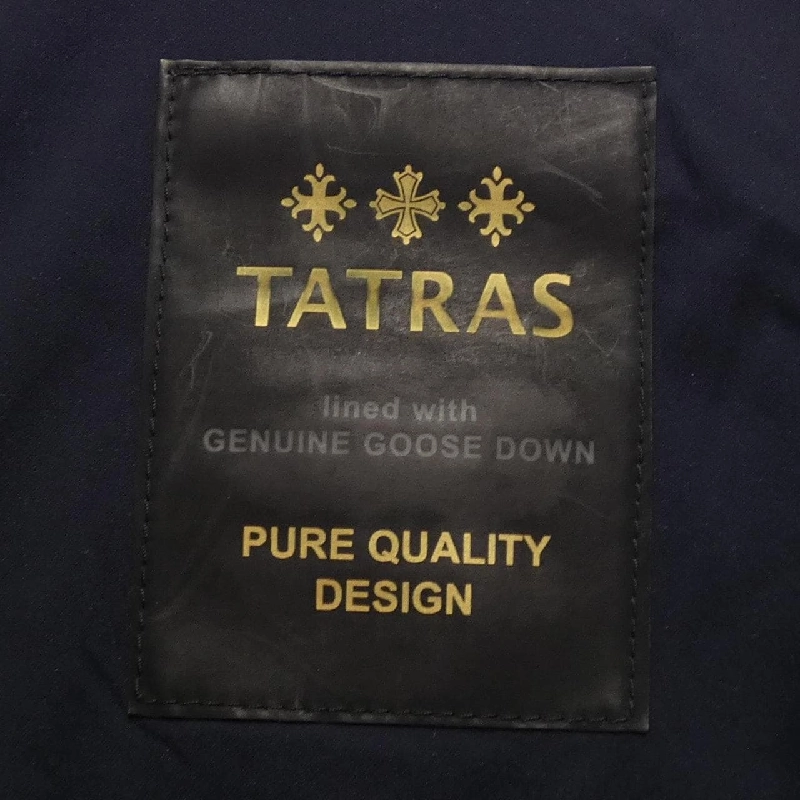 TATRAS
lined with
GENUINE GOOSE DOWN
PURE QUALITY
DESIGN